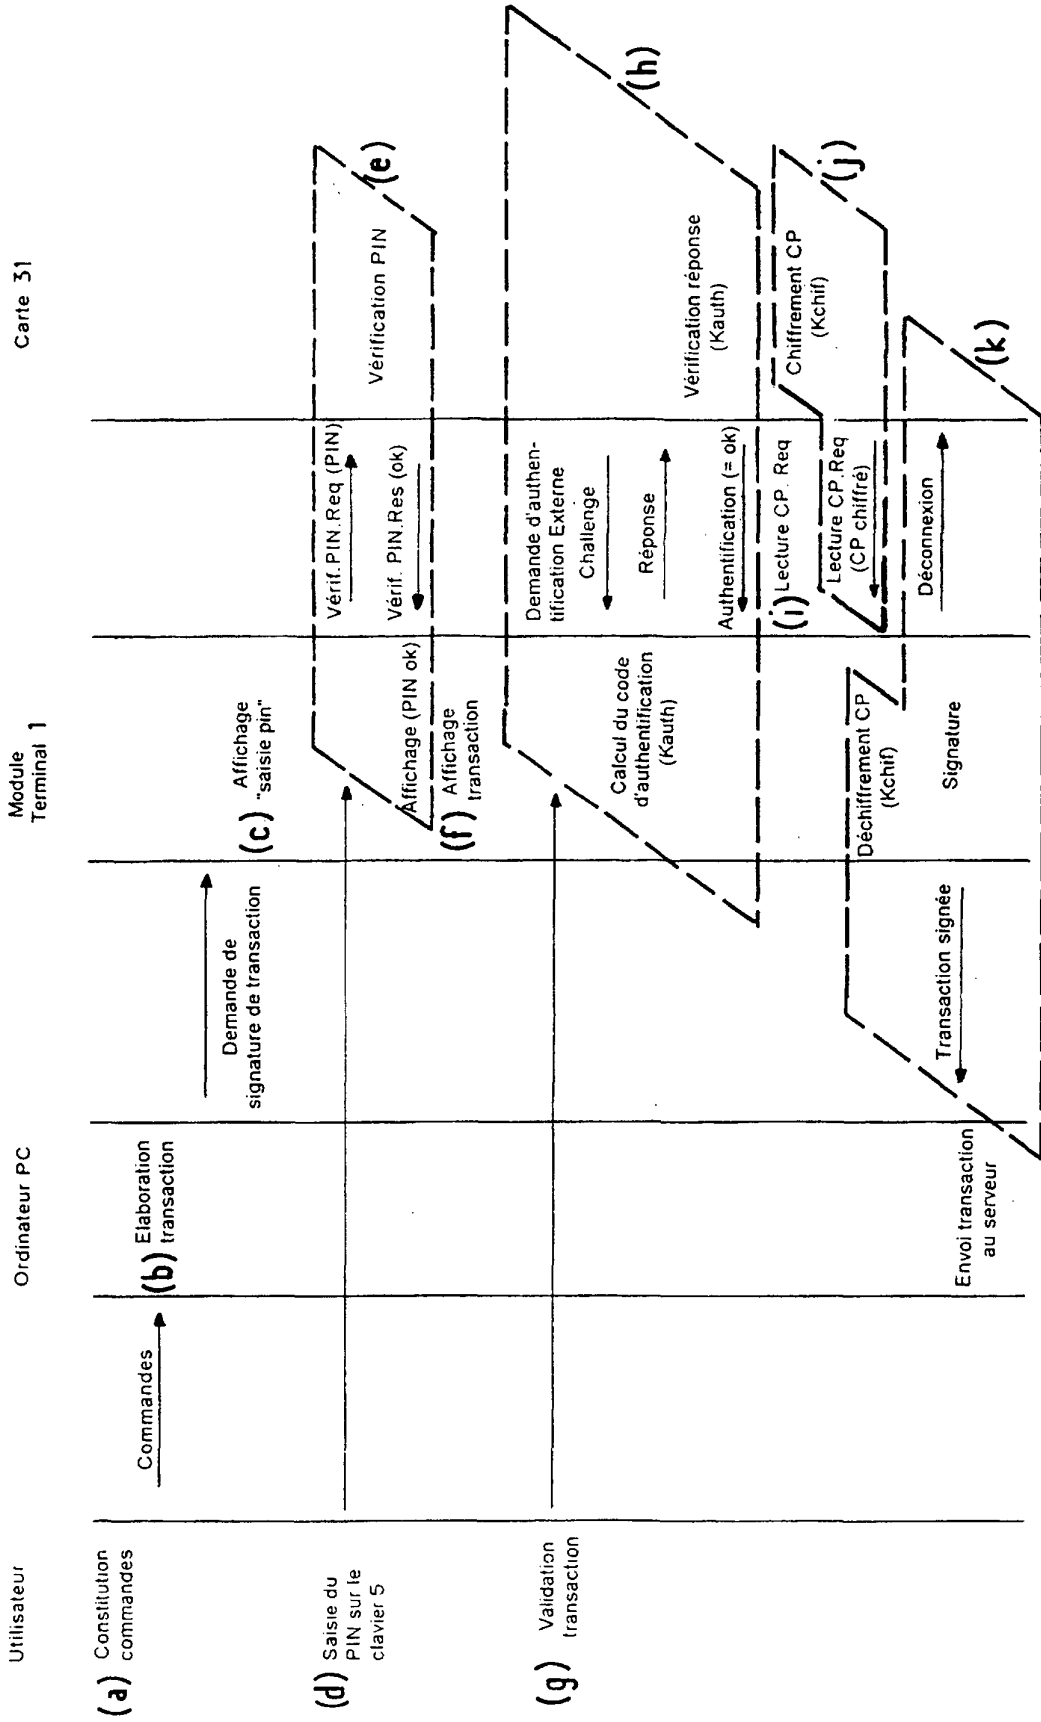 Utilisateur
Ordinateur PC
Module
Terminal 1
Carte 31
(a) Constitution
commandes
Commandes
(b) Elaboration
transaction
Demande de
signature de transaction
(c) Affichage
"saisie pin"
(d) Saisie du
PIN sur le
clavier 5
Vérif.PIN.Req (PIN)
Vérification PIN
(e)
Vérif. PIN.Res (ok)
Affichage (PIN ok)
(f) Affichage
transaction
(g) Validation
transaction
Demande d'authen-
tification Externe
Challenge
Calcul du code
d'authentification
(Kauth)
Réponse
Vérification réponse
(Kauth)
(h)
Authentification (= ok)
(i) Lecture CP. Req
Chiffrement CP
(Kchif)
(j)
Lecture CP.Req
(CP chiffré)
Déchiffrement CP
(Kchif)
Déconnexion
(k)
Signature
Transaction signée
Envoi transaction
au serveur